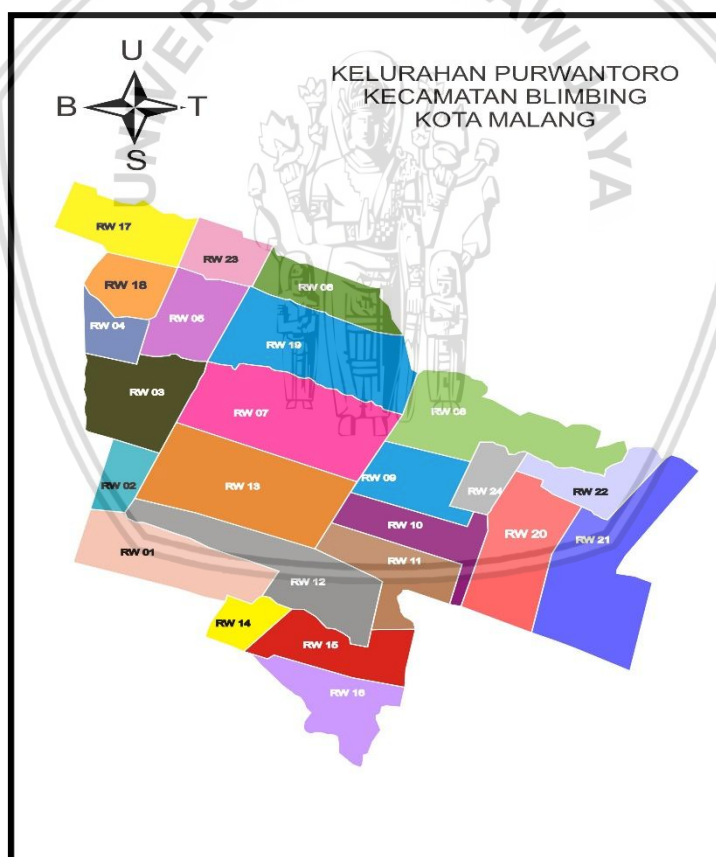 UNIVERS
AWIJAYA
U
B
T
S
KELURAHAN PURWANTORO
KECAMATAN BLIMBING
KOTA MALANG
RW 17
RW 23
RW 06
RW 18
RW 05
RW 04
RW 19
RW 03
RW 07
RW 08
RW 02
RW 13
RW 09
RW 24
RW 22
RW 10
RW 20
RW 21
RW 01
RW 12
RW 11
RW 14
RW 15
RW 16